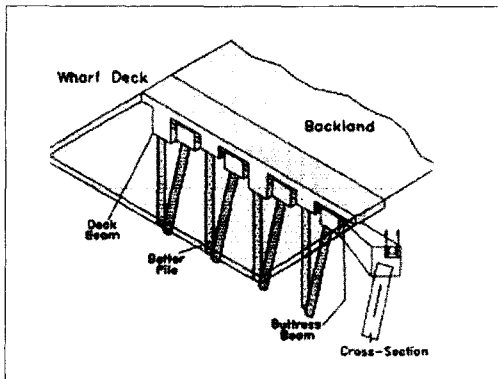 Wharf Deck
Backland
Deck
Beam
Batter
Pile
Buttress
Beam
Cross-Section